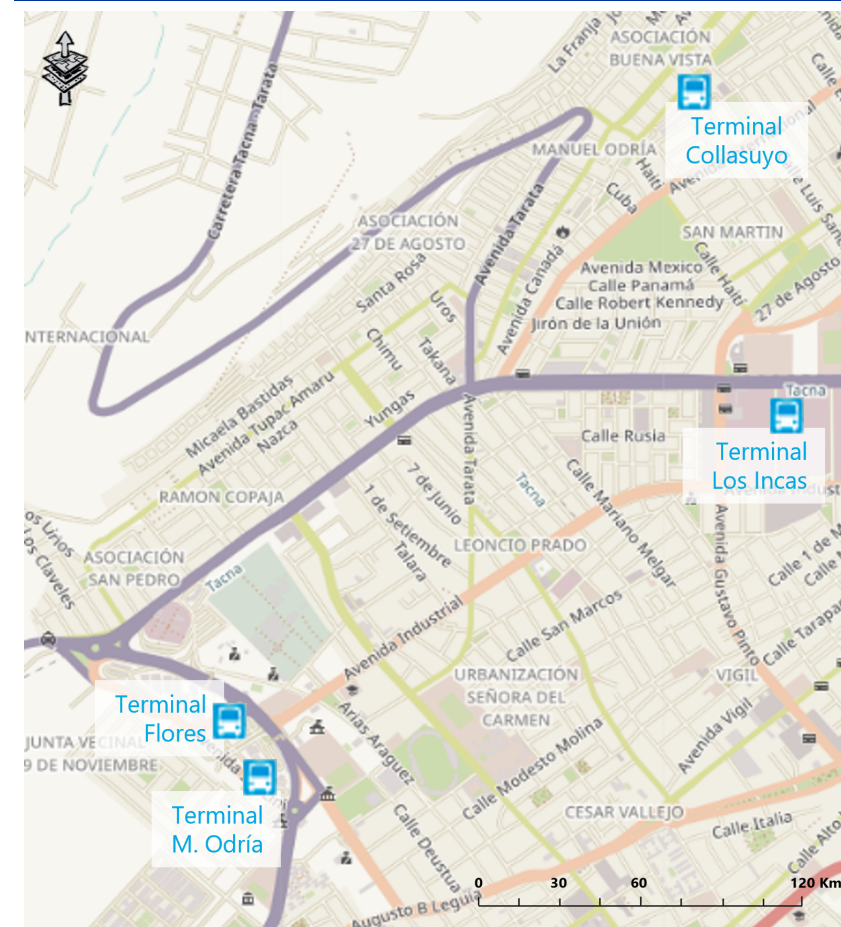 La Franja
ASOCIACIÓN
BUENA VISTA
Terminal
Collasuyo
Carretera Tacna - Tarata
MANUEL ODRÍA
Haití
Cuba
ASOCIACIÓN
27 DE AGOSTO
Avenida Tarata
SAN MARTIN
Calle Haití
27 de Agosto
Santa Rosa
Avenida Canadá
Avenida Mexico
Calle Panamá
Calle Robert Kennedy
Jirón de la Unión
Uros
NTERNACIONAL
Chimu
Takana
Micaela Bastidas
Avenida Tupac Amaru
Nazca
Yungas
Avenida Tarata
Tacna
Calle Rusia
Terminal
Los Incas
RAMON COPAJA
7 de Junio
1 de Setiembre
Talara
Tacna
Calle Mariano Melgar
Avenida Gustavo Pinto
os Urios
Los Claveles
ASOCIACIÓN
SAN PEDRO
Tacna
LEONCIO PRADO
Calle 1 de M
Avenida Industrial
Calle San Marcos
Calle Tarapa
URBANIZACIÓN
SEÑORA DEL
CARMEN
VIGIL
Terminal
Flores
JUNTA VECINAL
9 DE NOVIEMBRE
Arias Araguez
Calle Modesto Molina
Avenida Vigil
Terminal
M. Odría
Calle Deustua
CESAR VALLEJO
Calle Italia
Calle Alto
Augusto B Leguía
0 30 60 120 Km